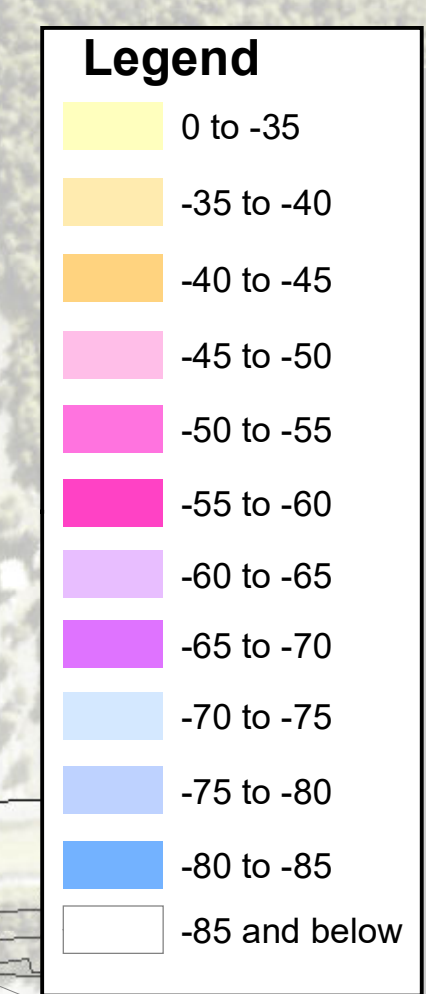 Legend
0 to -35
-35 to -40
-40 to -45
-45 to -50
-50 to -55
-55 to -60
-60 to -65
-65 to -70
-70 to -75
-75 to -80
-80 to -85
-85 and below